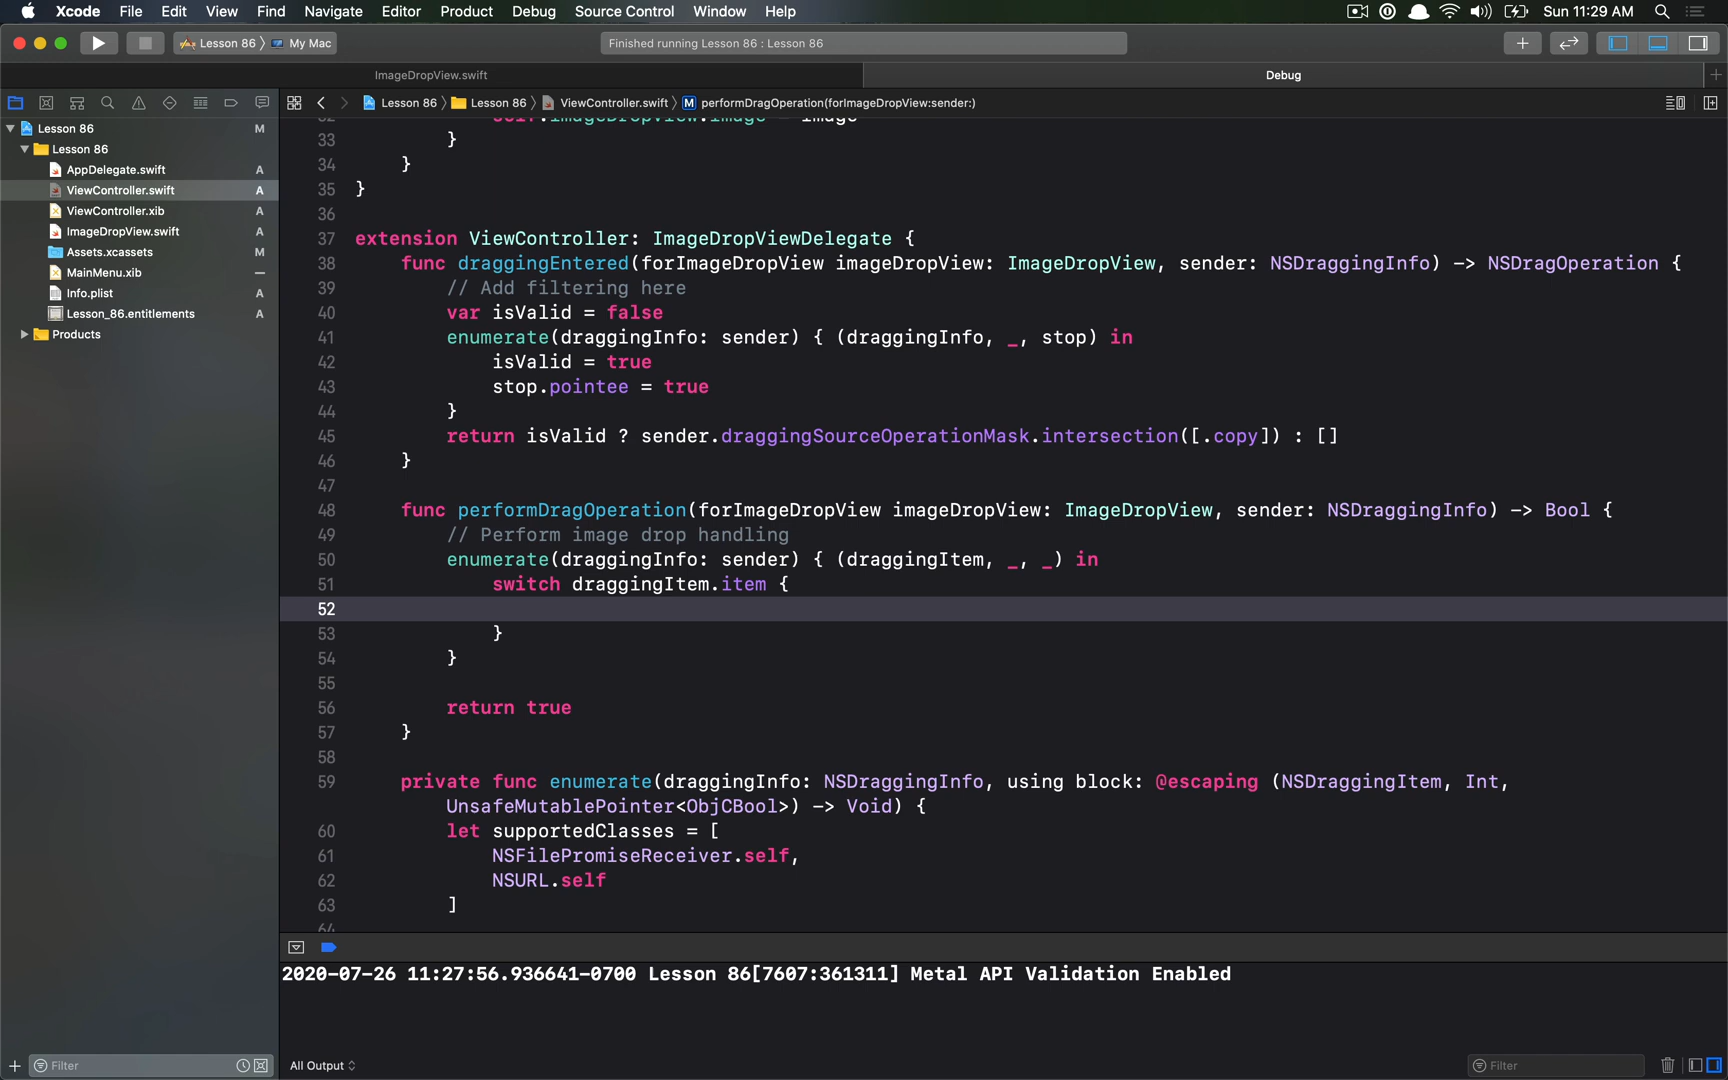 Xcode File Edit View Find Navigate Editor Product Debug Source Control Window Help Sun 11:29 AM
Lesson 86 My Mac Finished running Lesson 86 : Lesson 86
ImageDropView.swift Debug
Lesson 86 Lesson 86 ViewController.swift M performDragOperation(forImageDropView:sender:)
Lesson 86 M
Lesson 86
AppDelegate.swift A
ViewController.swift A
ViewController.xib A
ImageDropView.swift A
Assets.xcassets M
MainMenu.xib —
Info.plist A
Lesson_86.entitlements A
Products
32 self.imageDropView.image = image
33 }
34 }
35 }
36
37 extension ViewController: ImageDropViewDelegate {
38 func draggingEntered(forImageDropView imageDropView: ImageDropView, sender: NSDraggingInfo) -> NSDragOperation {
39 // Add filtering here
40 var isValid = false
41 enumerate(draggingInfo: sender) { (draggingInfo, _, stop) in
42 isValid = true
43 stop.pointee = true
44 }
45 return isValid ? sender.draggingSourceOperationMask.intersection([.copy]) : []
46 }
47
48 func performDragOperation(forImageDropView imageDropView: ImageDropView, sender: NSDraggingInfo) -> Bool {
49 // Perform image drop handling
50 enumerate(draggingInfo: sender) { (draggingItem, _, _) in
51 switch draggingItem.item {
52
53 }
54 }
55
56 return true
57 }
58
59 private func enumerate(draggingInfo: NSDraggingInfo, using block: @escaping (NSDraggingItem, Int,
UnsafeMutablePointer<ObjCBool>) -> Void) {
60 let supportedClasses = [
61 NSFilePromiseReceiver.self,
62 NSURL.self
63 ]
64
2020-07-26 11:27:56.936641-0700 Lesson 86[7607:361311] Metal API Validation Enabled
Filter All Output Filter